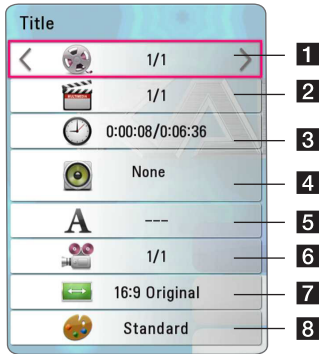 Title
1/1 1
1/1 2
0:00:08/0:06:36 3
None 4
A --- 5
1/1 6
16:9 Original 7
Standard 8